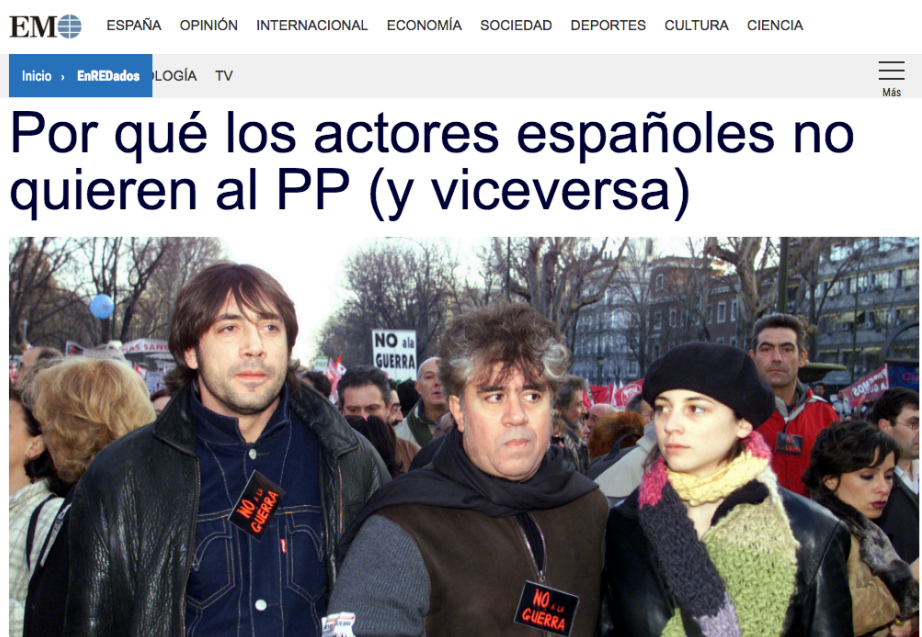 EM
ESPAÑA OPINIÓN INTERNACIONAL ECONOMÍA SOCIEDAD DEPORTES CULTURA CIENCIA
Inicio › EnREDados OLOGÍA TV
Más
Por qué los actores españoles no
quieren al PP (y viceversa)
NO a la
GUERRA
NO A LA
GUERRA
NO A LA
GUERRA